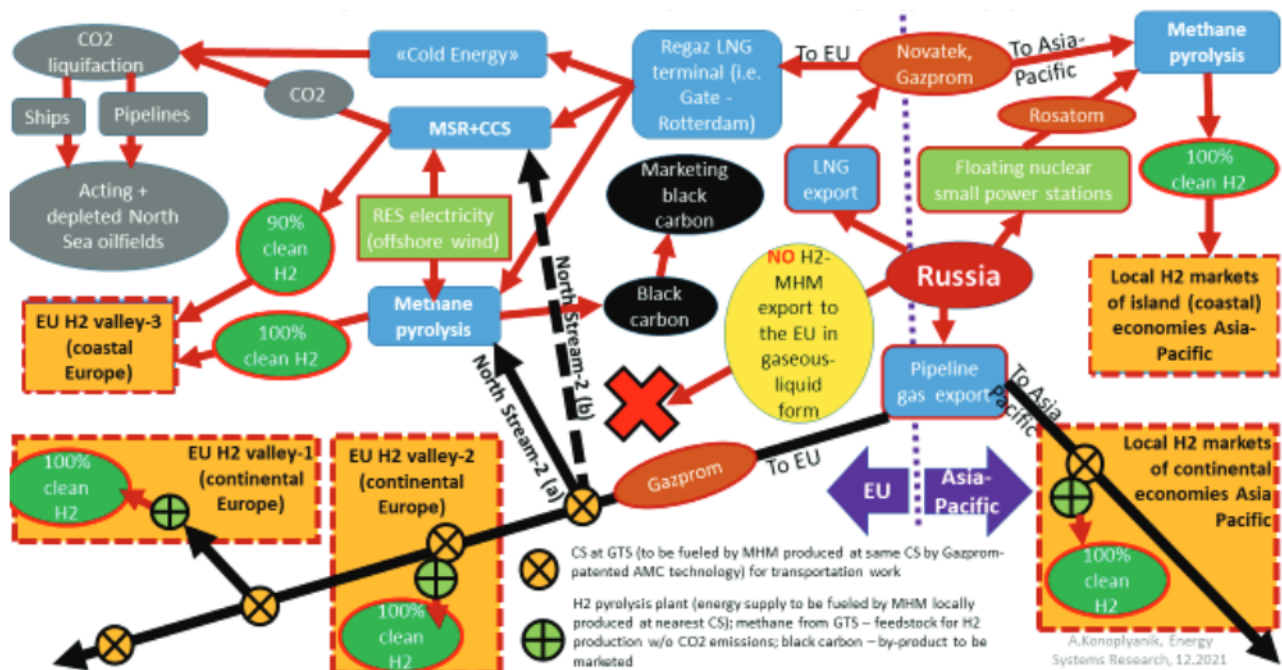 CO2
liquifaction
«Cold Energy»
Regaz LNG
terminal (i.e.
Gate -
Rotterdam)
To EU
Novatek,
Gazprom
To Asia-
Pacific
Methane
pyrolysis
Ships
Pipelines
CO2
MSR+CCS
Rosatom
Acting +
depleted North
Sea oilfields
90%
clean
H2
RES electricity
(offshore wind)
Marketing
black
carbon
LNG
export
Floating nuclear
small power stations
100%
clean H2
North Stream-2 (b)
NO H2-
MHM
export to
the EU in
gaseous-
liquid
form
Russia
EU H2 valley-3
(coastal
Europe)
100%
clean H2
Methane
pyrolysis
Black
carbon
Local H2 markets
of island (coastal)
economies Asia-
Pacific
North Stream-2 (a)
Pipeline
gas export
To Asia-
Pacific
100%
clean
H2
EU H2 valley-1
(continental
Europe)
EU H2 valley-2
(continental
Europe)
Gazprom
To EU
EU
Asia-
Pacific
Local H2 markets
of continental
economies Asia
Pacific
100%
clean
H2
100%
clean
H2
CS at GTS (to be fueled by MHM produced at same CS by Gazprom-
patented AMC technology) for transportation work
H2 pyrolysis plant (energy supply to be fueled by MHM locally
produced at nearest CS); methane from GTS – feedstock for H2
production w/o CO2 emissions; black carbon – by-product to be
marketed
A.Konoplyanik, Energy
Systems Research, 12.2021